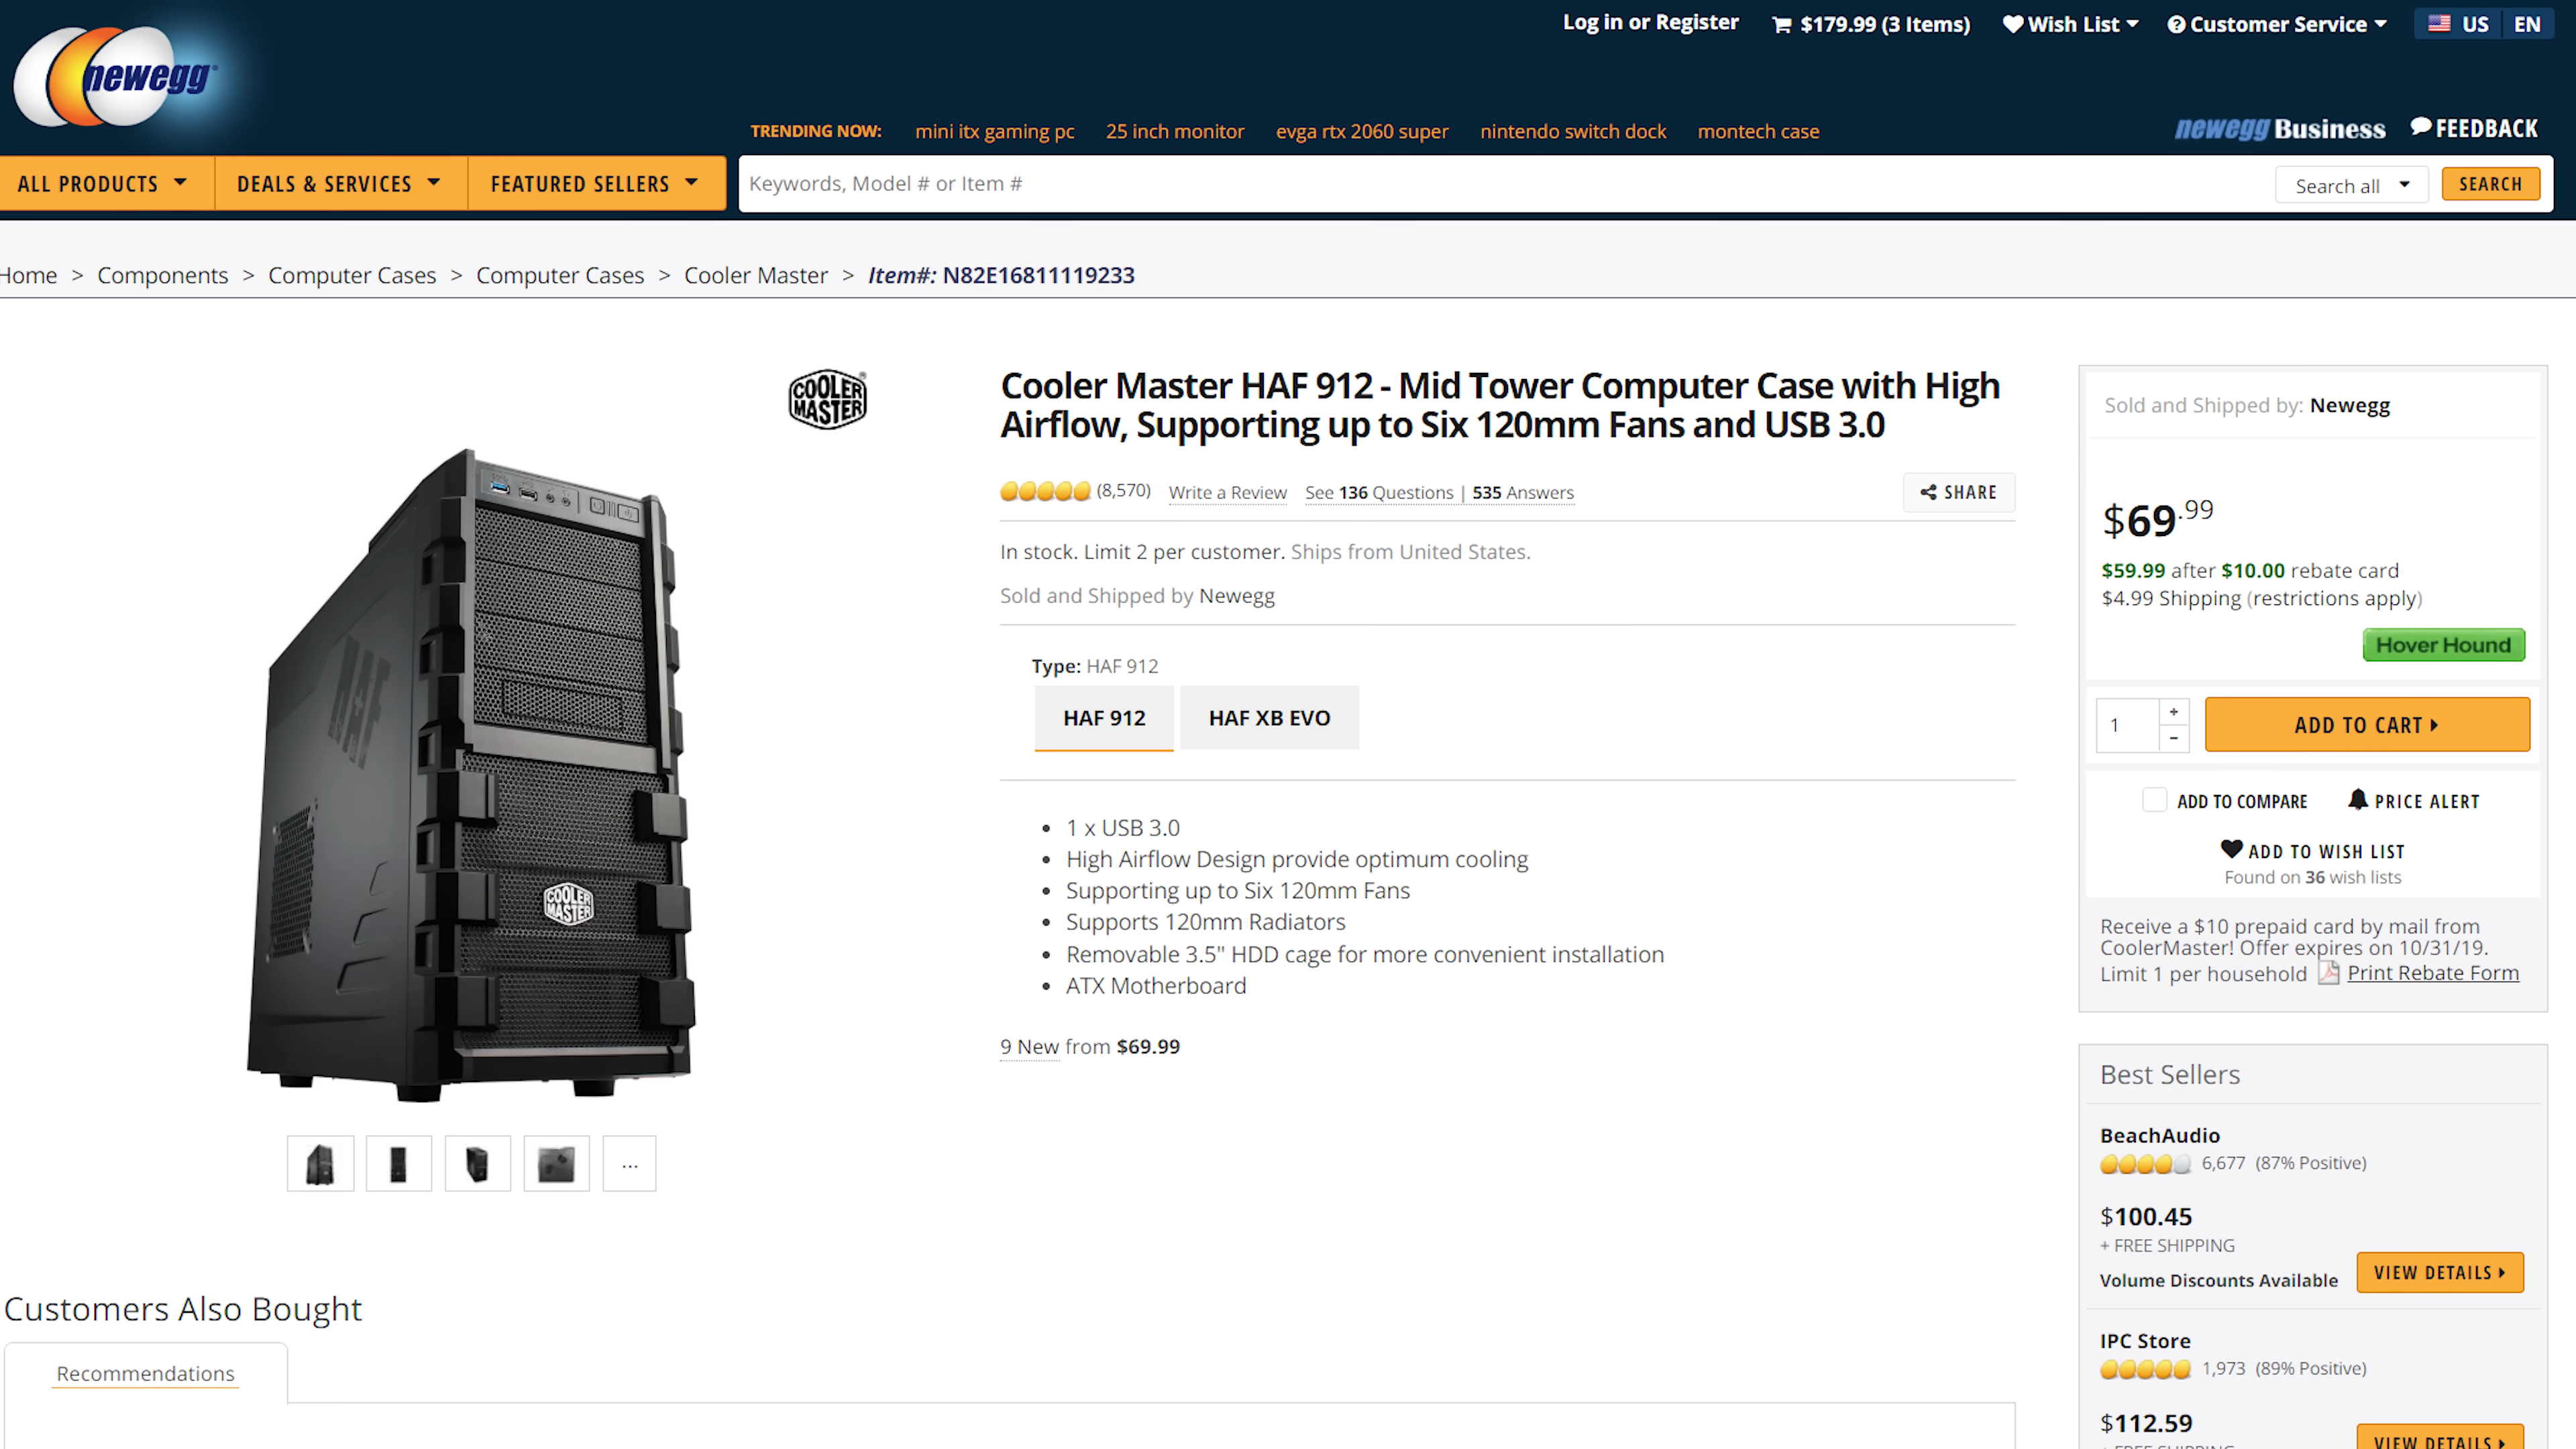 Log in or Register
$179.99 (3 Items)
Wish List
Customer Service
US
EN
newegg
TRENDING NOW:
mini itx gaming pc
25 inch monitor
evga rtx 2060 super
nintendo switch dock
montech case
newegg Business
FEEDBACK
ALL PRODUCTS
DEALS & SERVICES
FEATURED SELLERS
Keywords, Model # or Item #
Search all
SEARCH
Home > Components > Computer Cases > Computer Cases > Cooler Master > Item#: N82E16811119233
COOLER MASTER
HAF
COOLER MASTER
Cooler Master HAF 912 - Mid Tower Computer Case with High
Airflow, Supporting up to Six 120mm Fans and USB 3.0
(8,570)
Write a Review
See 136 Questions | 535 Answers
SHARE
In stock. Limit 2 per customer. Ships from United States.
Sold and Shipped by Newegg
Type: HAF 912
HAF 912
HAF XB EVO
• 1 x USB 3.0
• High Airflow Design provide optimum cooling
• Supporting up to Six 120mm Fans
• Supports 120mm Radiators
• Removable 3.5" HDD cage for more convenient installation
• ATX Motherboard
9 New from $69.99
...
Customers Also Bought
Recommendations
Sold and Shipped by: Newegg
$69.99
$59.99 after $10.00 rebate card
$4.99 Shipping (restrictions apply)
Hover Hound
1
+
-
ADD TO CART
ADD TO COMPARE
PRICE ALERT
ADD TO WISH LIST
Found on 36 wish lists
Receive a $10 prepaid card by mail from
CoolerMaster! Offer expires on 10/31/19.
Limit 1 per household Print Rebate Form
Best Sellers
BeachAudio
6,677 (87% Positive)
$100.45
+ FREE SHIPPING
Volume Discounts Available
VIEW DETAILS
IPC Store
1,973 (89% Positive)
$112.59
VIEW DETAILS
+ FREE SHIPPING